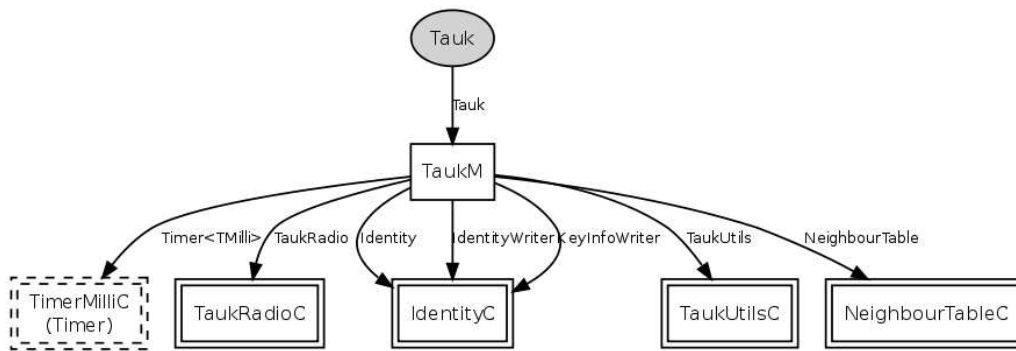 Tauk
Tauk
TaukM
Timer<TMilli>
TaukRadio
Identity
IdentityWriter
KeyInfoWriter
TaukUtils
NeighbourTable
TimerMilliC
(Timer)
TaukRadioC
IdentityC
TaukUtilsC
NeighbourTableC